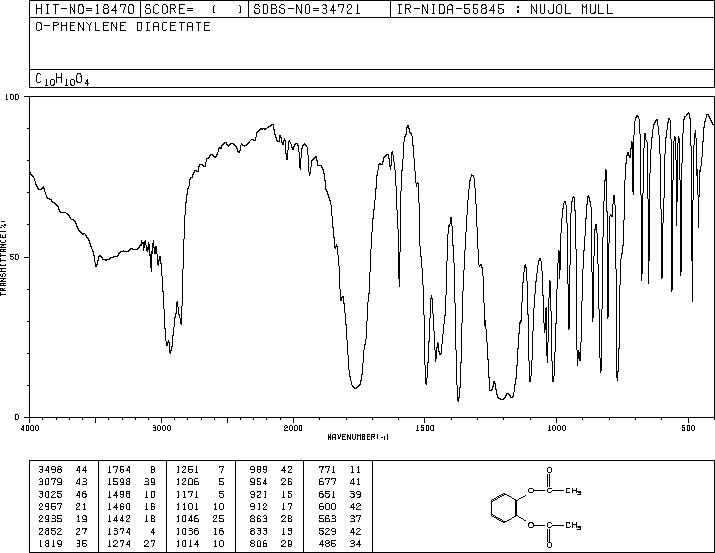 HIT-NO=18470 SCORE= ( ) SDBS-NO=34721 IR-NIDA-55845 : NUJOL MULL
O-PHENYLENE DIACETATE
C10H10O4
100
50
0
TRANSMITTANCE(%)
4000 3000 2000 1500 1000 500
WAVENUMBER(-1)
3498 44 1764 8 1251 7 989 42 771 11
3079 43 1598 39 1206 5 954 26 677 41
3025 46 1498 10 1171 5 921 15 651 39
2967 21 1460 16 1101 10 912 17 600 42
2935 19 1442 18 1046 25 863 28 563 37
2852 27 1374 4 1036 16 833 13 529 42
1819 35 1274 27 1014 10 806 29 486 34
O
O-C-CH3
O-C-CH3
O